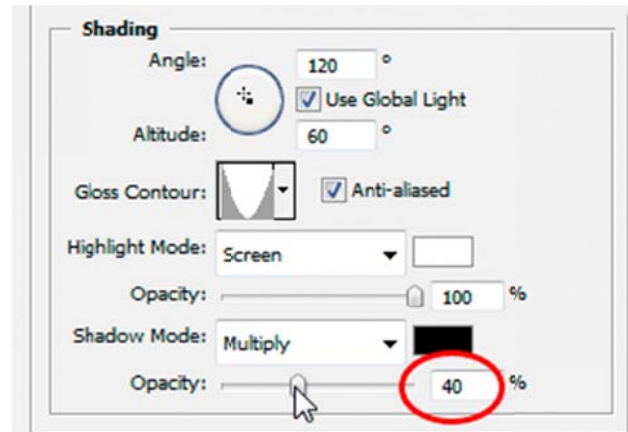 Shading
Angle: 120 °
Use Global Light
Altitude: 60 °
Gloss Contour: Anti-aliased
Highlight Mode: Screen
Opacity: 100 %
Shadow Mode: Multiply
Opacity: 40 %